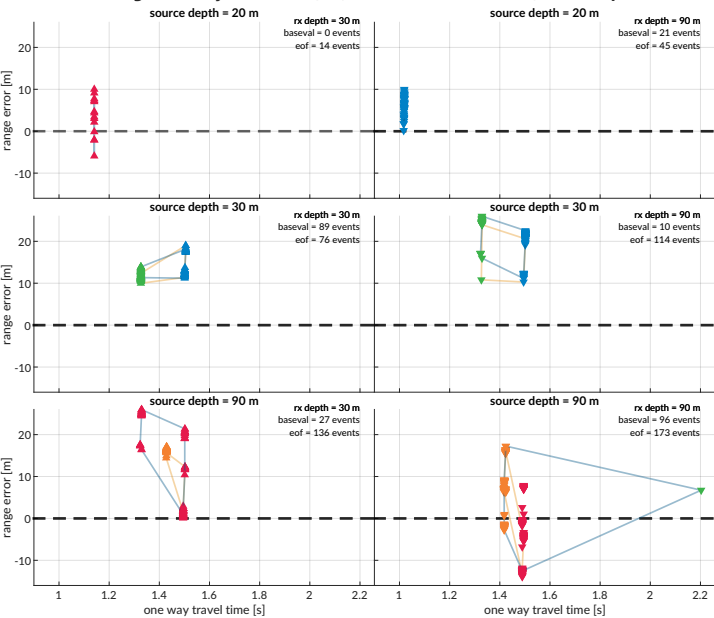 source depth = 20 m
rx depth = 30 m
baseval = 0 events
eof = 14 events
range error [m]
20
10
0
-10
source depth = 20 m
rx depth = 90 m
baseval = 21 events
eof = 45 events
source depth = 30 m
rx depth = 30 m
baseval = 89 events
eof = 76 events
range error [m]
20
10
0
-10
source depth = 30 m
rx depth = 90 m
baseval = 10 events
eof = 114 events
source depth = 90 m
rx depth = 30 m
baseval = 27 events
eof = 136 events
range error [m]
20
10
0
-10
1 1.2 1.4 1.6 1.8 2 2.2
one way travel time [s]
source depth = 90 m
rx depth = 90 m
baseval = 96 events
eof = 173 events
1 1.2 1.4 1.6 1.8 2 2.2
one way travel time [s]